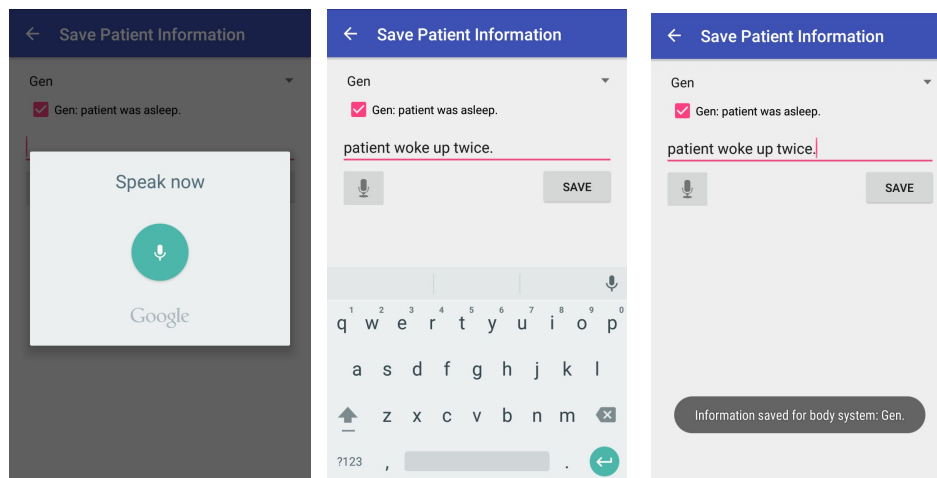 Save Patient Information
Gen
Gen: patient was asleep.
Speak now
Google
Save Patient Information
Gen
Gen: patient was asleep.
patient woke up twice.
SAVE
1 2 3 4 5 6 7 8 9 0
q w e r t y u i o p
a s d f g h j k l
z x c v b n m
?123 , .
Save Patient Information
Gen
Gen: patient was asleep.
patient woke up twice.
SAVE
Information saved for body system: Gen.